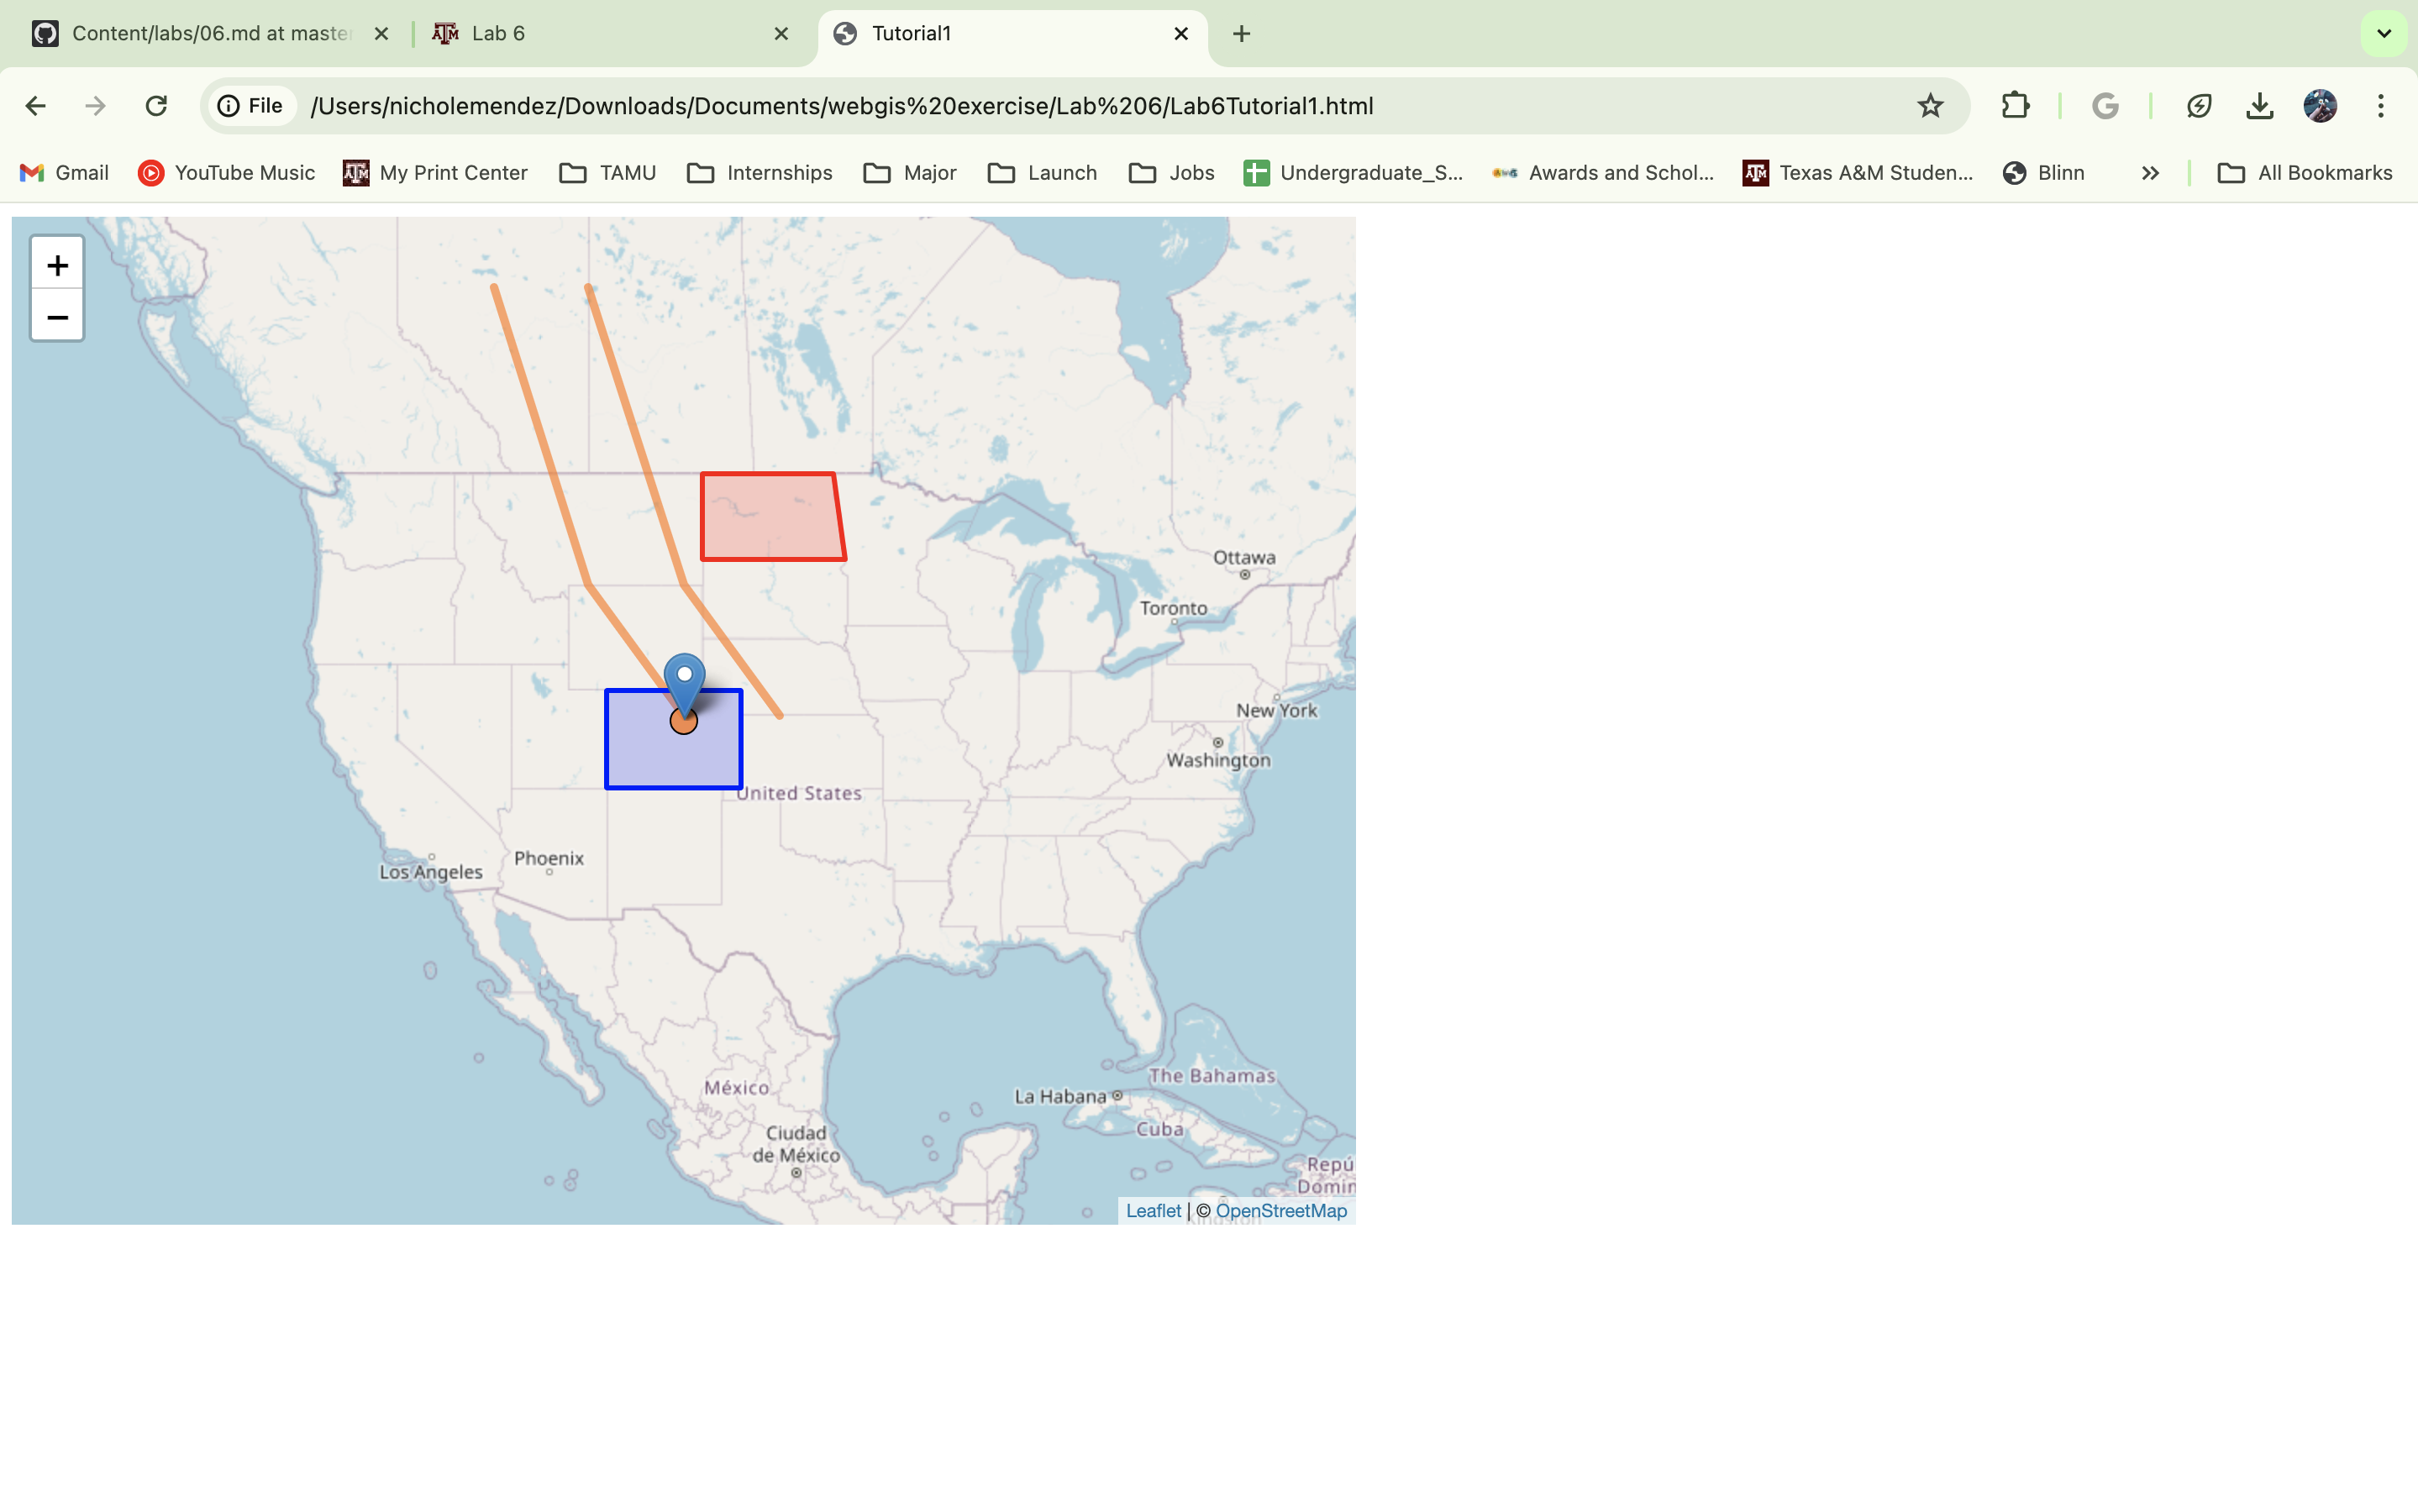 Content/labs/06.md at maste
Lab 6
Tutorial1
File
/Users/nicholemendez/Downloads/Documents/webgis%20exercise/Lab%206/Lab6Tutorial1.html
Gmail
YouTube Music
My Print Center
TAMU
Internships
Major
Launch
Jobs
Undergraduate_S...
Awards and Schol...
Texas A&M Studen...
Blinn
All Bookmarks
+
−
Ottawa
Toronto
New York
Washington
United States
Phoenix
Los Angeles
The Bahamas
México
La Habana
Cuba
Ciudad
de México
Repú
Domin
Kingston
Leaflet | © OpenStreetMap